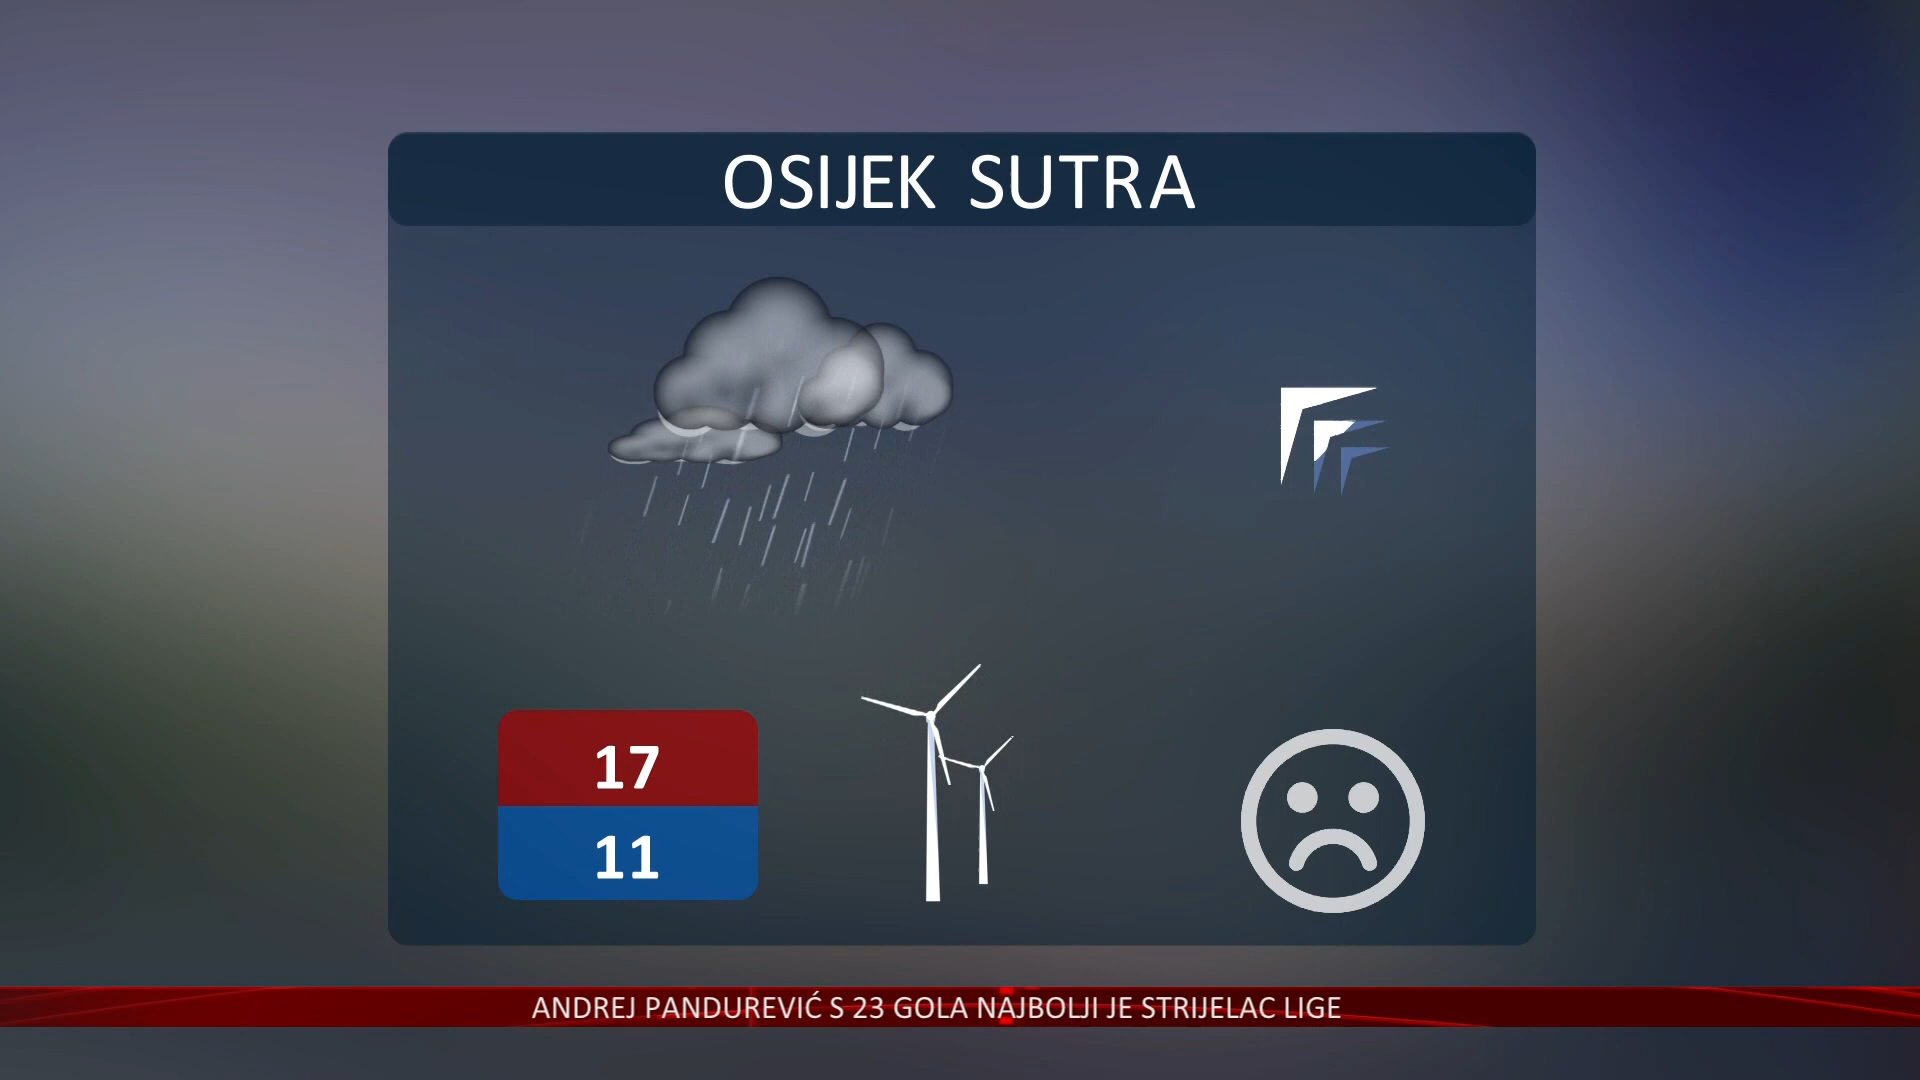 OSIJEK SUTRA
17
11
ANDREJ PANDUREVIĆ S 23 GOLA NAJBOLJI JE STRIJELAC LIGE